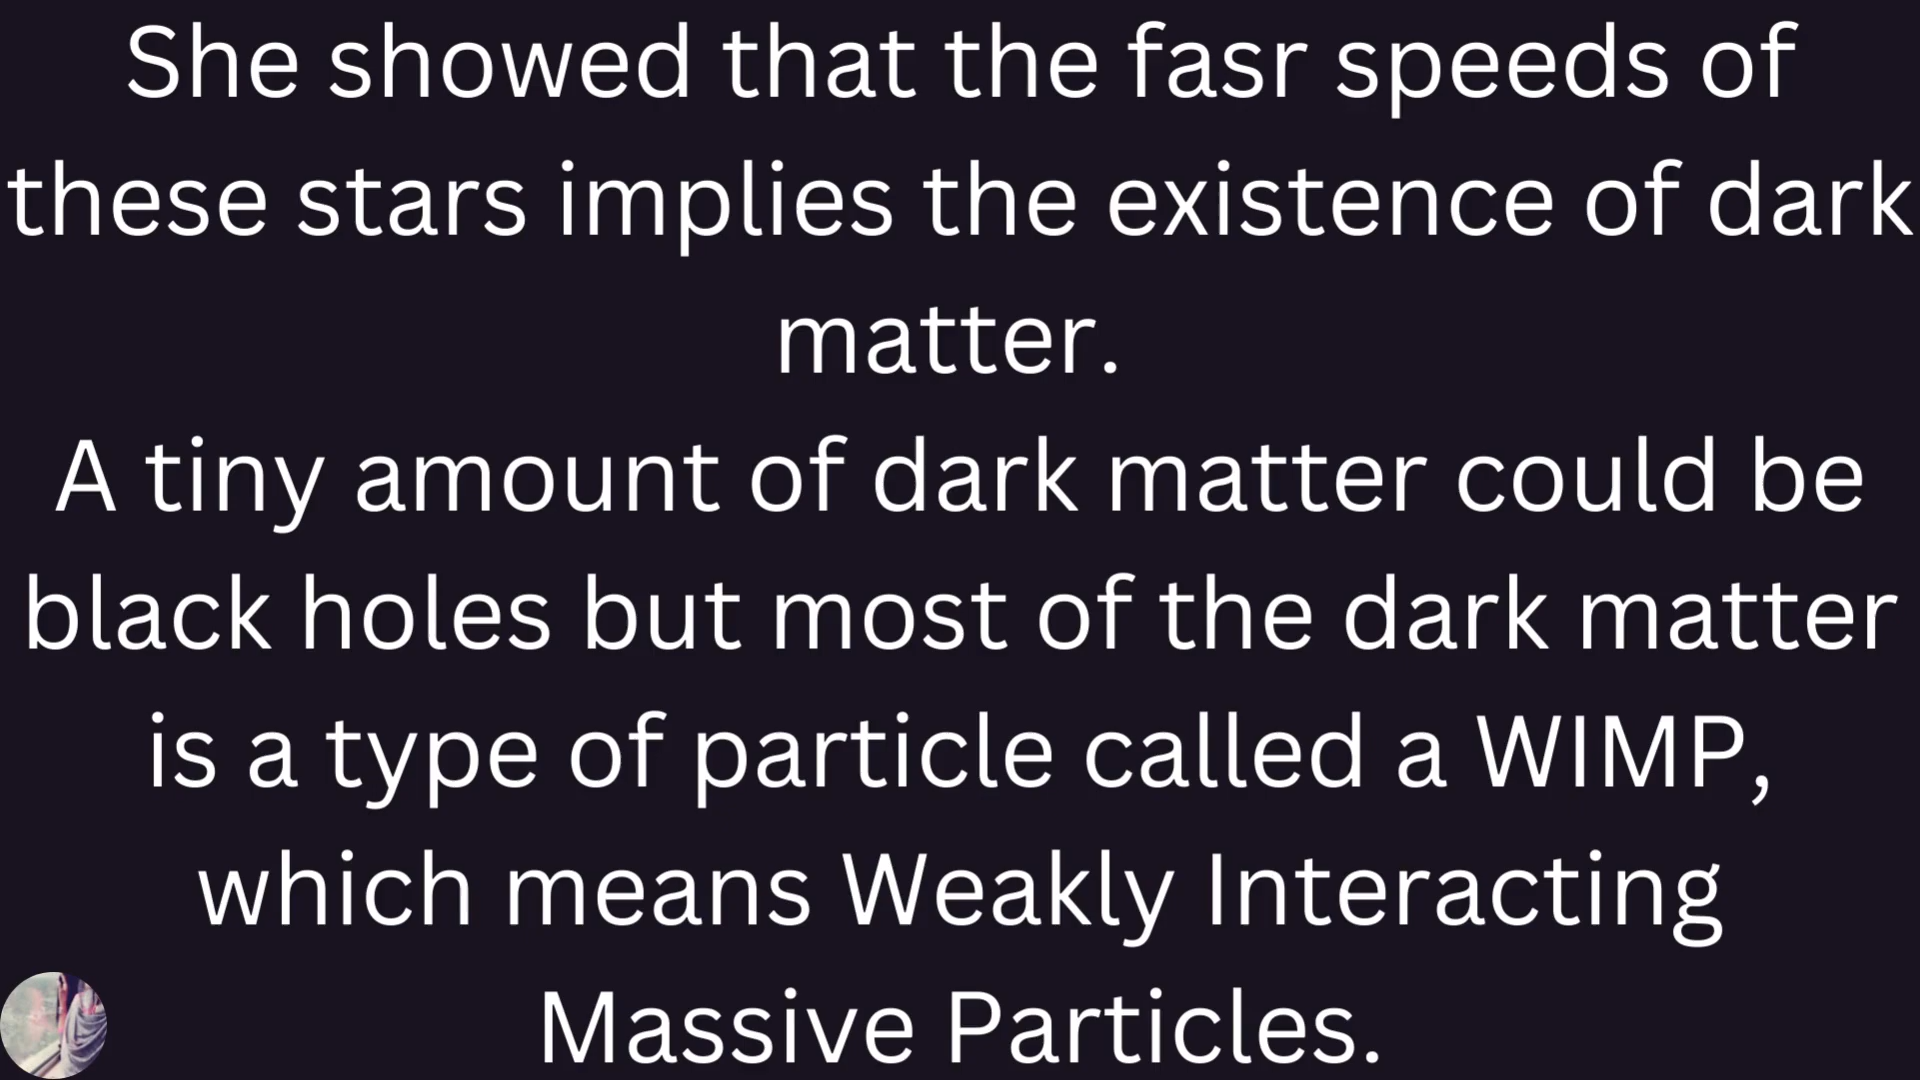 She showed that the fasr speeds of
these stars implies the existence of dark
matter.
A tiny amount of dark matter could be
black holes but most of the dark matter
is a type of particle called a WIMP,
which means Weakly Interacting
Massive Particles.